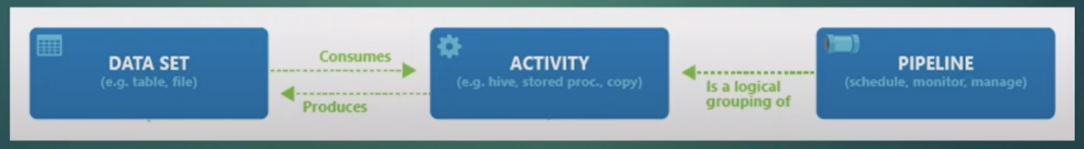 DATA SET
(e.g. table, file)
Consumes
Produces
ACTIVITY
(e.g. hive, stored proc., copy)
Is a logical
grouping of
PIPELINE
(schedule, monitor, manage)